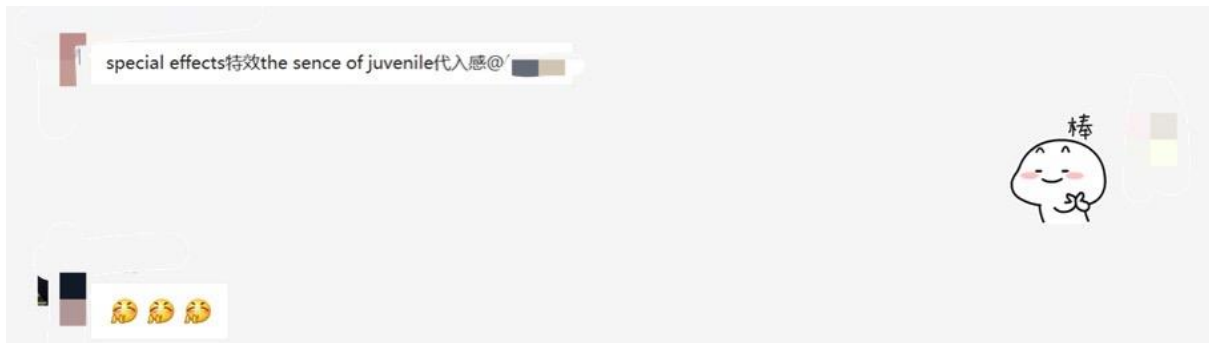 special effects特效the sence of juvenile代入感@
棒